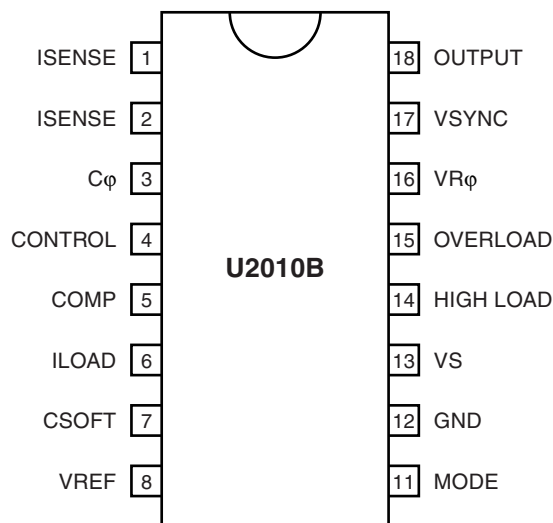 ISENSE 1 18 OUTPUT
ISENSE 2 17 VSYNC
Cφ 3 16 VRφ
CONTROL 4 15 OVERLOAD
U2010B
COMP 5 14 HIGH LOAD
ILOAD 6 13 VS
CSOFT 7 12 GND
VREF 8 11 MODE